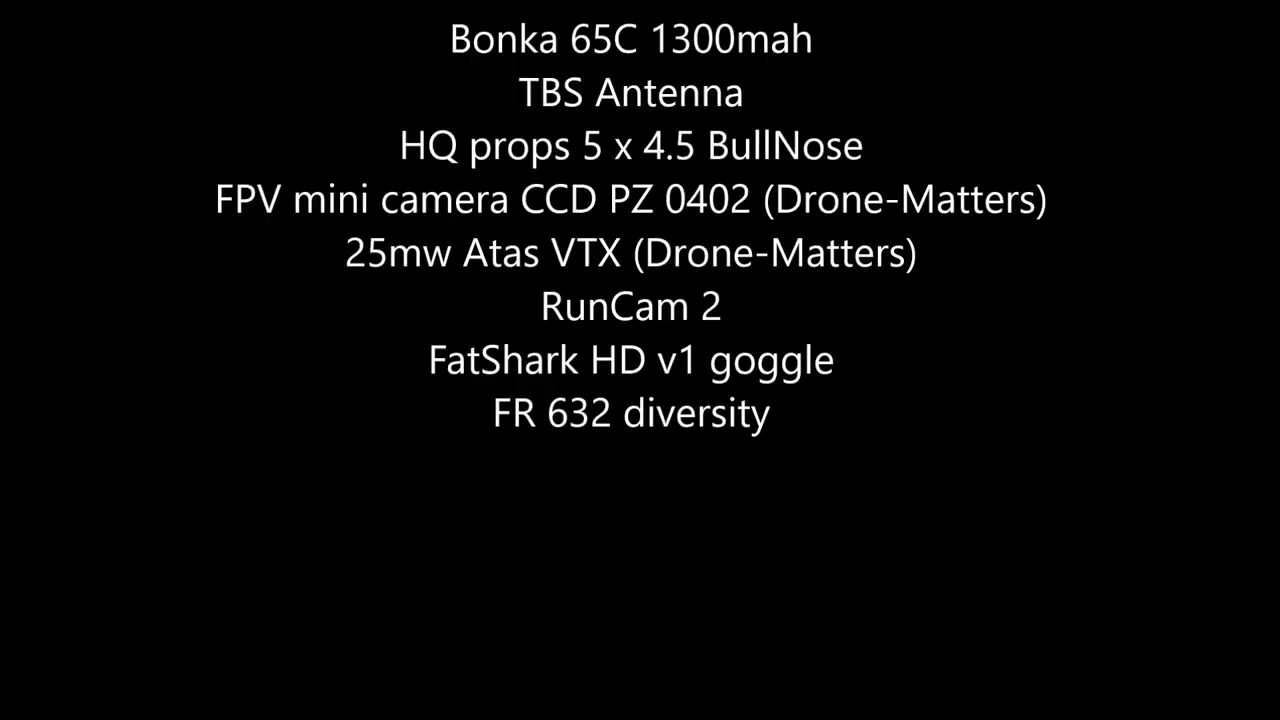 Bonka 65C 1300mah
TBS Antenna
HQ props 5 x 4.5 BullNose
FPV mini camera CCD PZ 0402 (Drone-Matters)
25mw Atas VTX (Drone-Matters)
RunCam 2
FatShark HD v1 goggle
FR 632 diversity